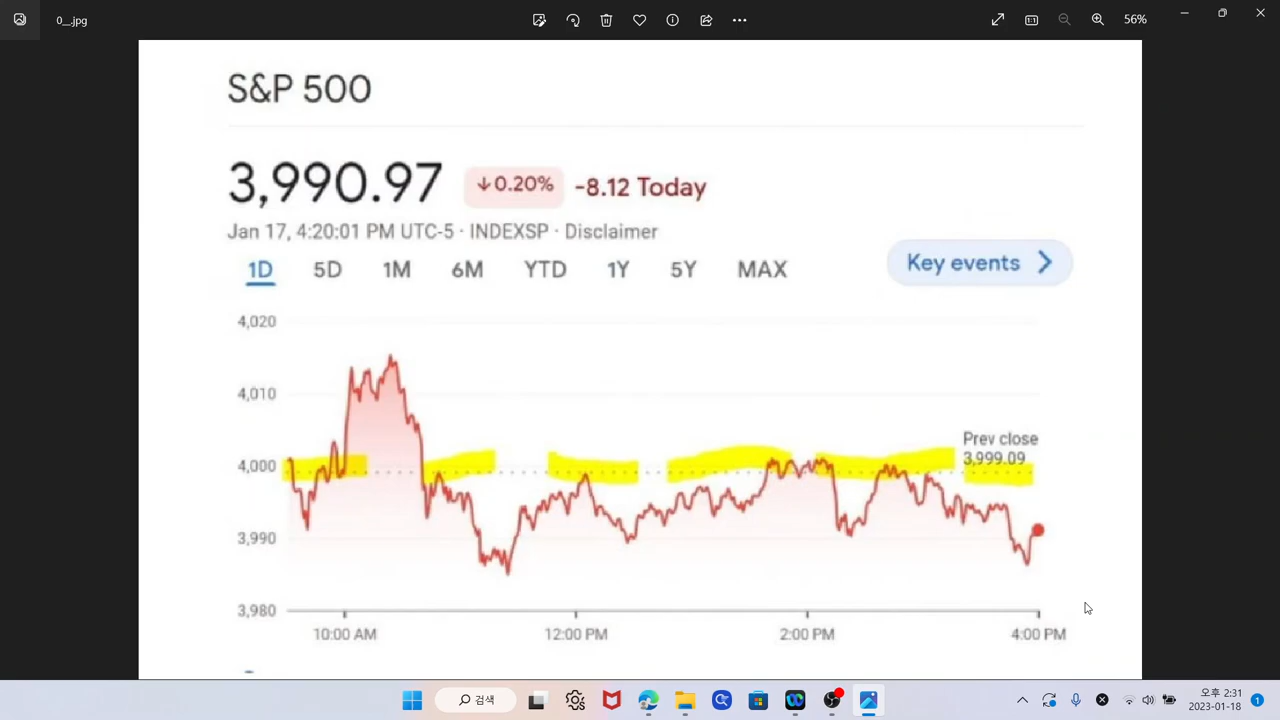 0__.jpg
56%
S&P 500
3,990.97 ↓0.20% -8.12 Today
Jan 17, 4:20:01 PM UTC-5 · INDEXSP · Disclaimer
1D 5D 1M 6M YTD 1Y 5Y MAX
Key events
4,020
4,010
4,000
3,990
3,980
Prev close
3,999.09
10:00 AM 12:00 PM 2:00 PM 4:00 PM
검색
오후 2:31
2023-01-18
1